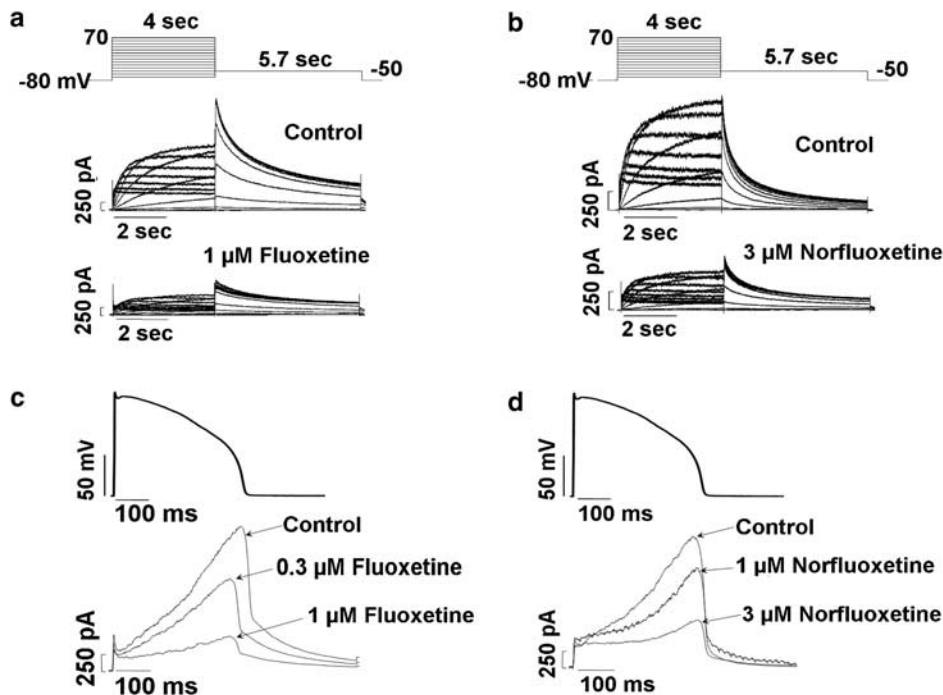 a
4 sec
70
5.7 sec
-80 mV
-50
Control
250 pA
2 sec
1 µM Fluoxetine
250 pA
2 sec
b
4 sec
70
5.7 sec
-80 mV
-50
Control
250 pA
2 sec
3 µM Norfluoxetine
250 pA
2 sec
c
50 mV
100 ms
Control
0.3 µM Fluoxetine
1 µM Fluoxetine
250 pA
100 ms
d
50 mV
100 ms
Control
1 µM Norfluoxetine
3 µM Norfluoxetine
250 pA
100 ms